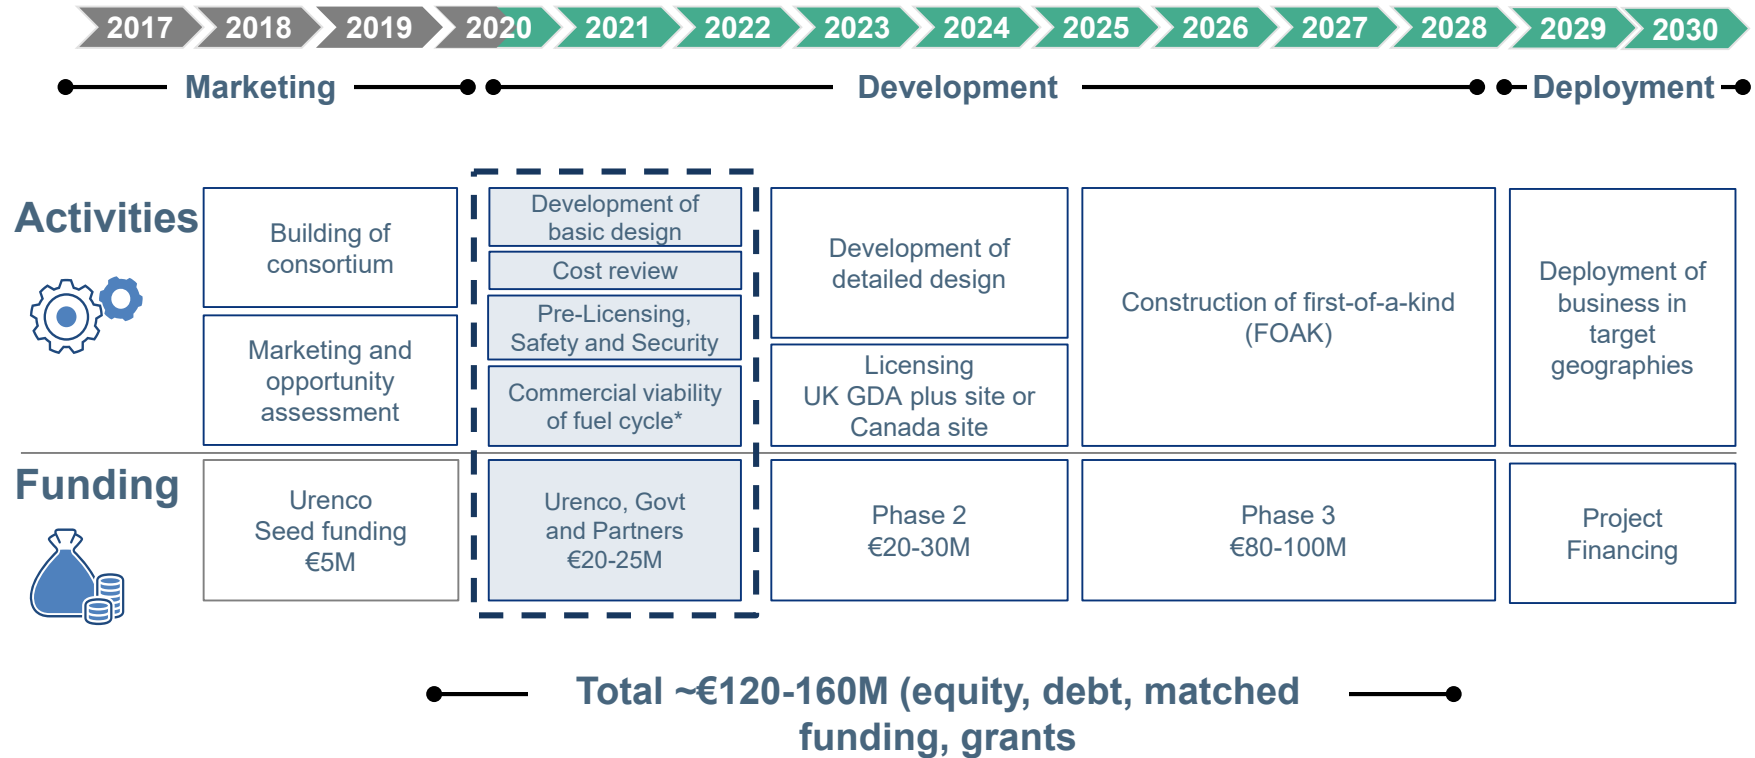 2017 2018 2019 2020 2021 2022 2023 2024 2025 2026 2027 2028 2029 2030
Marketing
Development
Deployment
Activities
Building of
consortium
Marketing and
opportunity
assessment
Development of
basic design
Cost review
Pre-Licensing,
Safety and Security
Commercial viability
of fuel cycle*
Development of
detailed design
Licensing
UK GDA plus site or
Canada site
Construction of first-of-a-kind
(FOAK)
Deployment of
business in
target
geographies
Funding
Urenco
Seed funding
€5M
Urenco, Govt
and Partners
€20-25M
Phase 2
€20-30M
Phase 3
€80-100M
Project
Financing
Total ~€120-160M (equity, debt, matched
funding, grants